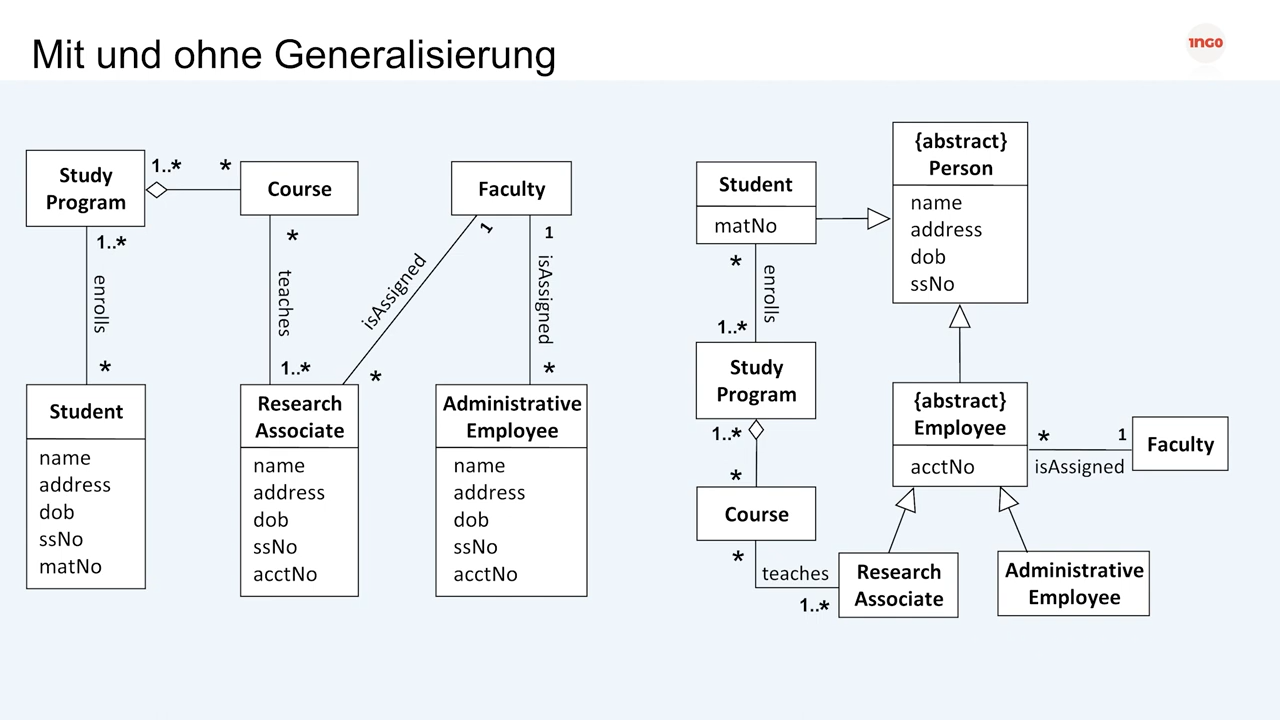 Mit und ohne Generalisierung
1NG0
Study
Program
1..*
*
Course
Faculty
1..*
enrolls
*
*
teaches
1..*
1
isAssigned
*
1
isAssigned
*
Student
name
address
dob
ssNo
matNo
Research
Associate
name
address
dob
ssNo
acctNo
Administrative
Employee
name
address
dob
ssNo
acctNo
Student
matNo
{abstract}
Person
name
address
dob
ssNo
*
enrolls
1..*
Study
Program
1..*
*
Course
*
teaches
1..*
{abstract}
Employee
acctNo
*
1
isAssigned
Faculty
Research
Associate
Administrative
Employee